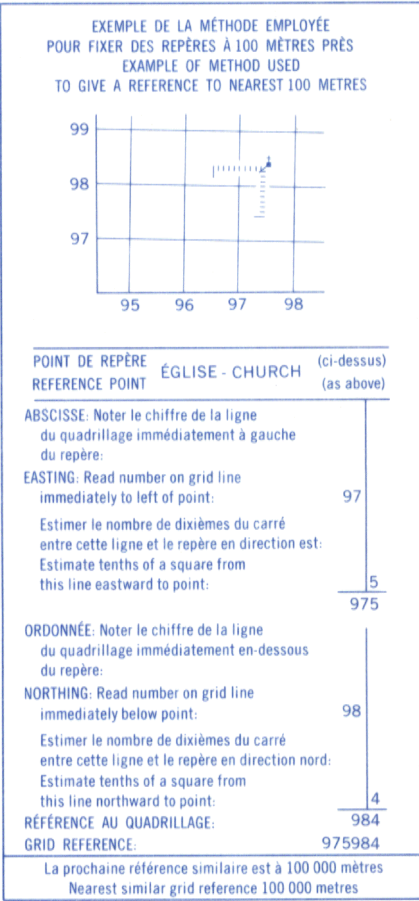 EXEMPLE DE LA MÉTHODE EMPLOYÉE
POUR FIXER DES REPÈRES À 100 MÈTRES PRÈS
EXAMPLE OF METHOD USED
TO GIVE A REFERENCE TO NEAREST 100 METRES
99
98
97
95 96 97 98
POINT DE REPÈRE ÉGLISE - CHURCH (ci-dessus)
REFERENCE POINT (as above)
ABSCISSE: Noter le chiffre de la ligne
du quadrillage immédiatement à gauche
du repère:
EASTING: Read number on grid line
immediately to left of point: 97
Estimer le nombre de dixièmes du carré
entre cette ligne et le repère en direction est:
Estimate tenths of a square from
this line eastward to point: 5
975
ORDONNÉE: Noter le chiffre de la ligne
du quadrillage immédiatement en-dessous
du repère:
NORTHING: Read number on grid line
immediately below point: 98
Estimer le nombre de dixièmes du carré
entre cette ligne et le repère en direction nord:
Estimate tenths of a square from
this line northward to point: 4
RÉFÉRENCE AU QUADRILLAGE: 984
GRID REFERENCE: 975984
La prochaine référence similaire est à 100 000 mètres
Nearest similar grid reference 100 000 metres